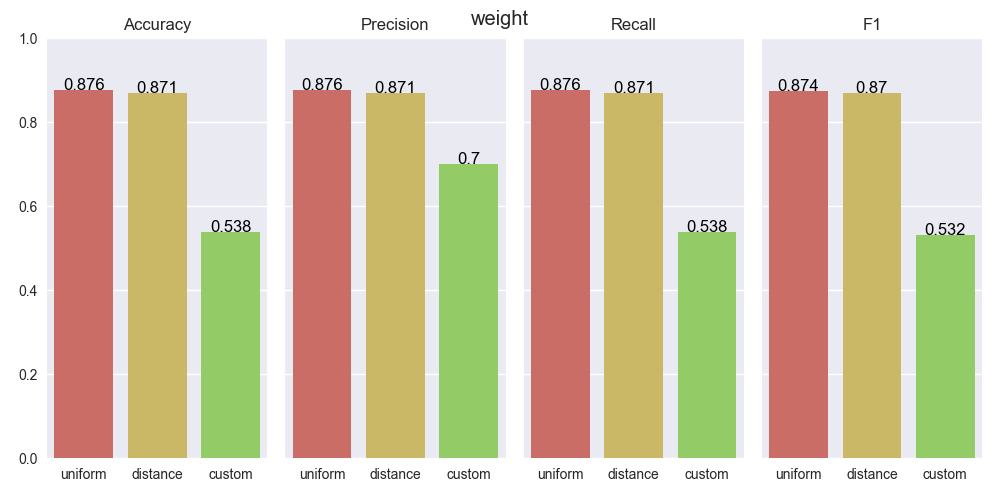 weight
Accuracy
Precision
Recall
F1
1.0
0.8
0.6
0.4
0.2
0.0
0.876
0.871
0.538
0.876
0.871
0.7
0.876
0.871
0.538
0.874
0.87
0.532
uniform
distance
custom
uniform
distance
custom
uniform
distance
custom
uniform
distance
custom